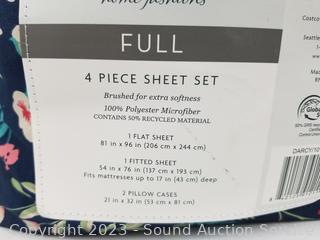 home fashions
FULL
4 PIECE SHEET SET
Brushed for extra softness
100% Polyester Microfiber
CONTAINS 50% RECYCLED MATERIAL
1 FLAT SHEET
81 in x 96 in (206 cm x 244 cm)
1 FITTED SHEET
54 in x 76 in (137 cm x 193 cm)
Fits mattresses up to 17 in (43 cm) deep
2 PILLOW CASES
21 in x 32 in (53 cm x 81 cm)
Costco
Seattle
Global
DARCY/10
Copyright 2023 - Sound Auction Service